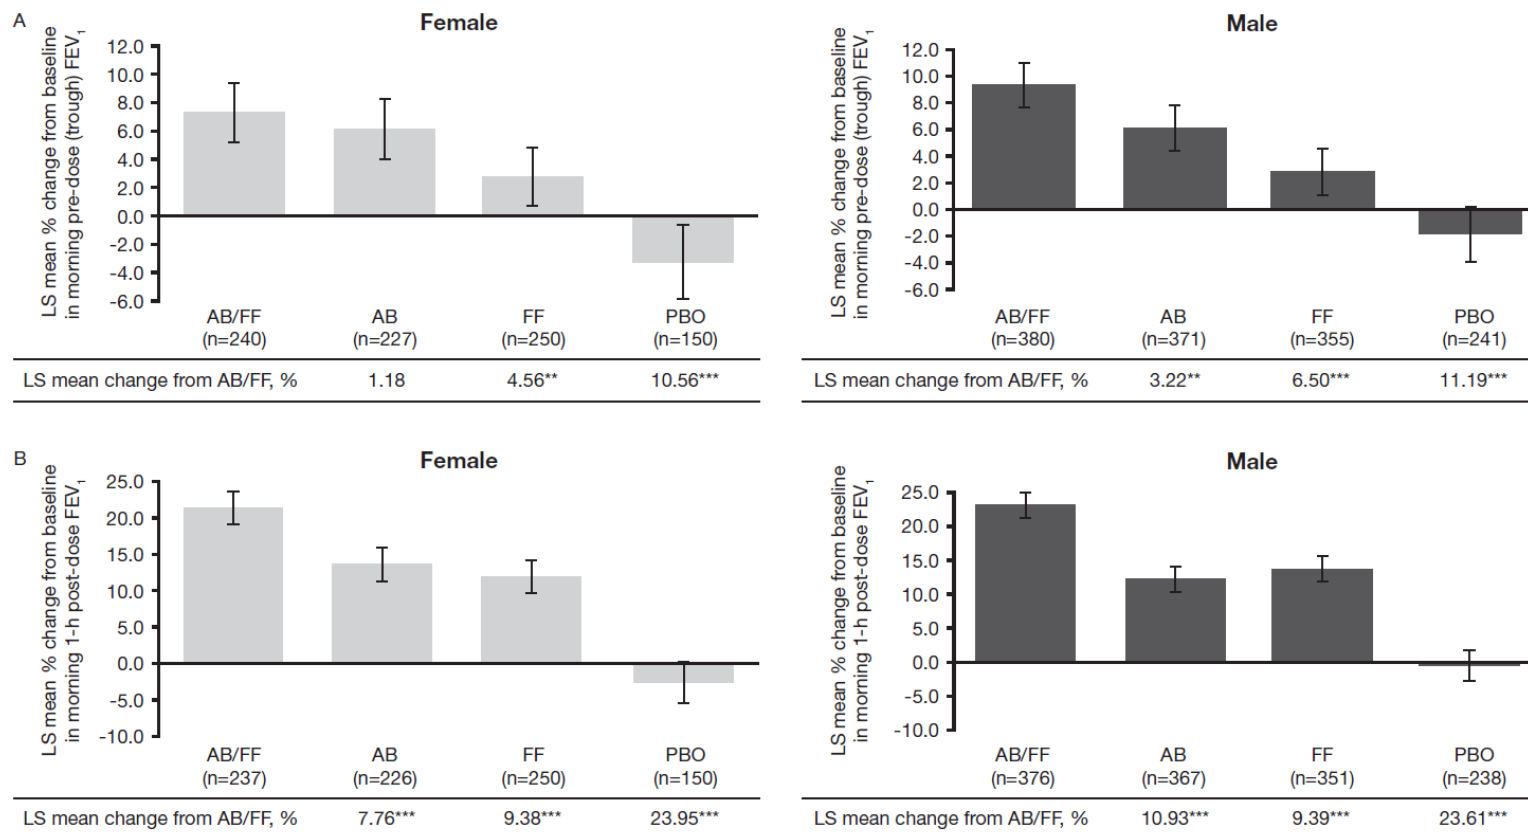 A
Female
LS mean % change from baseline
in morning pre-dose (trough) FEV1
12.0
10.0
8.0
6.0
4.0
2.0
0.0
-2.0
-4.0
-6.0
AB/FF AB FF PBO
(n=240) (n=227) (n=250) (n=150)
LS mean change from AB/FF, % 1.18 4.56** 10.56***
Male
LS mean % change from baseline
in morning pre-dose (trough) FEV1
12.0
10.0
8.0
6.0
4.0
2.0
0.0
-2.0
-4.0
-6.0
AB/FF AB FF PBO
(n=380) (n=371) (n=355) (n=241)
LS mean change from AB/FF, % 3.22** 6.50*** 11.19***
B
Female
LS mean % change from baseline
in morning 1-h post-dose FEV1
25.0
20.0
15.0
10.0
5.0
0.0
-5.0
-10.0
AB/FF AB FF PBO
(n=237) (n=226) (n=250) (n=150)
LS mean change from AB/FF, % 7.76*** 9.38*** 23.95***
Male
LS mean % change from baseline
in morning 1-h post-dose FEV1
25.0
20.0
15.0
10.0
5.0
0.0
-5.0
-10.0
AB/FF AB FF PBO
(n=376) (n=367) (n=351) (n=238)
LS mean change from AB/FF, % 10.93*** 9.39*** 23.61***